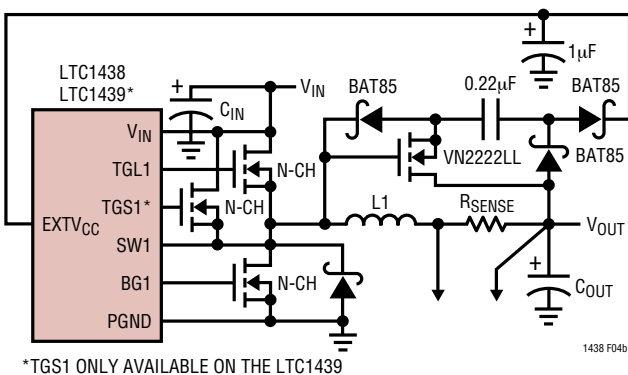 +
1μF
LTC1438
LTC1439*
+
C_IN
V_IN
BAT85
0.22μF
BAT85
V_IN
TGL1
N-CH
VN2222LL
BAT85
TGS1*
N-CH
EXTV_CC
L1
R_SENSE
SW1
V_OUT
BG1
N-CH
+
C_OUT
PGND
1438 F04b
*TGS1 ONLY AVAILABLE ON THE LTC1439